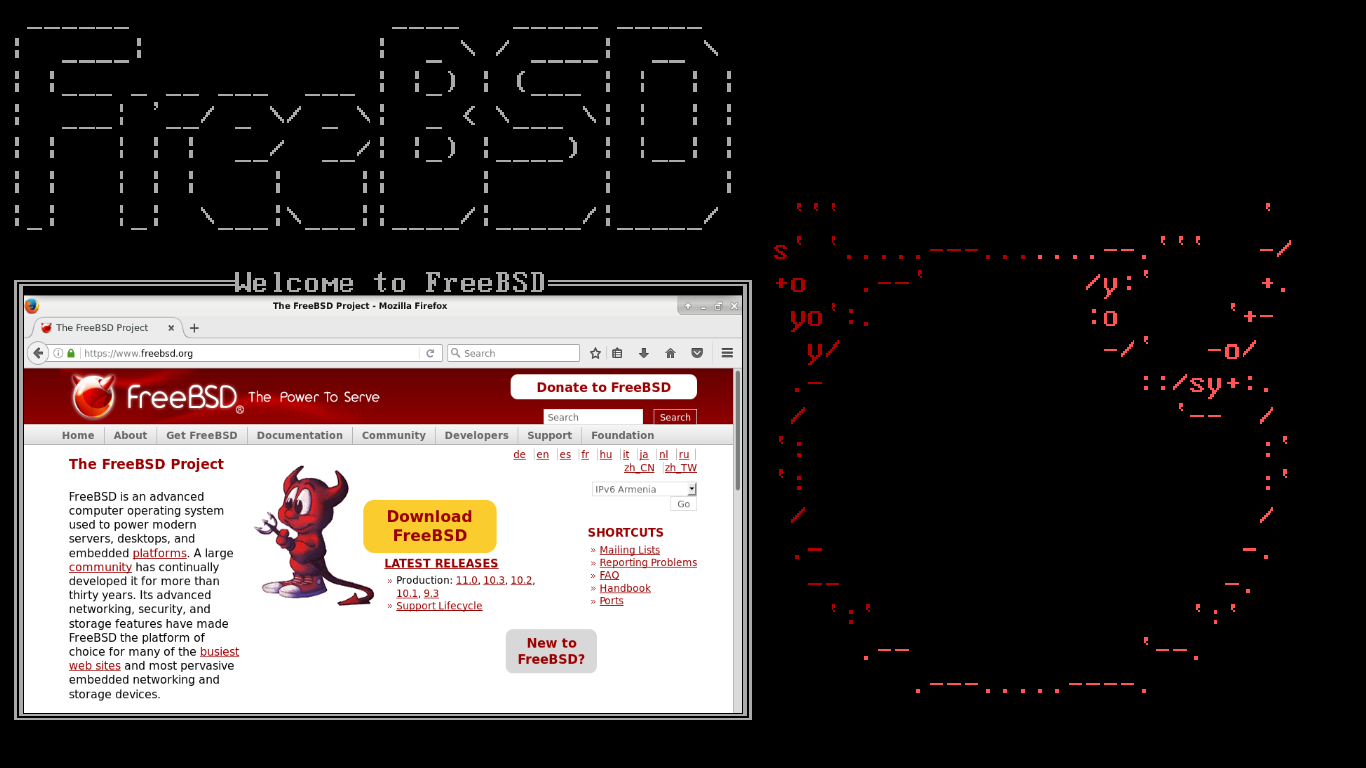 FreeBSD
Welcome to FreeBSD
The FreeBSD Project - Mozilla Firefox
The FreeBSD Project
https://www.freebsd.org
Search
FreeBSD® The Power To Serve
Donate to FreeBSD
Search
Search
Home About Get FreeBSD Documentation Community Developers Support Foundation
The FreeBSD Project
FreeBSD is an advanced
computer operating system
used to power modern
servers, desktops, and
embedded platforms. A large
community has continually
developed it for more than
thirty years. Its advanced
networking, security, and
storage features have made
FreeBSD the platform of
choice for many of the busiest
web sites and most pervasive
embedded networking and
storage devices.
Download
FreeBSD
LATEST RELEASES
» Production: 11.0, 10.3, 10.2,
10.1, 9.3
» Support Lifecycle
New to
FreeBSD?
de en es fr hu it ja nl ru
zh_CN zh_TW
IPv6 Armenia
Go
SHORTCUTS
» Mailing Lists
» Reporting Problems
» FAQ
» Handbook
» Ports